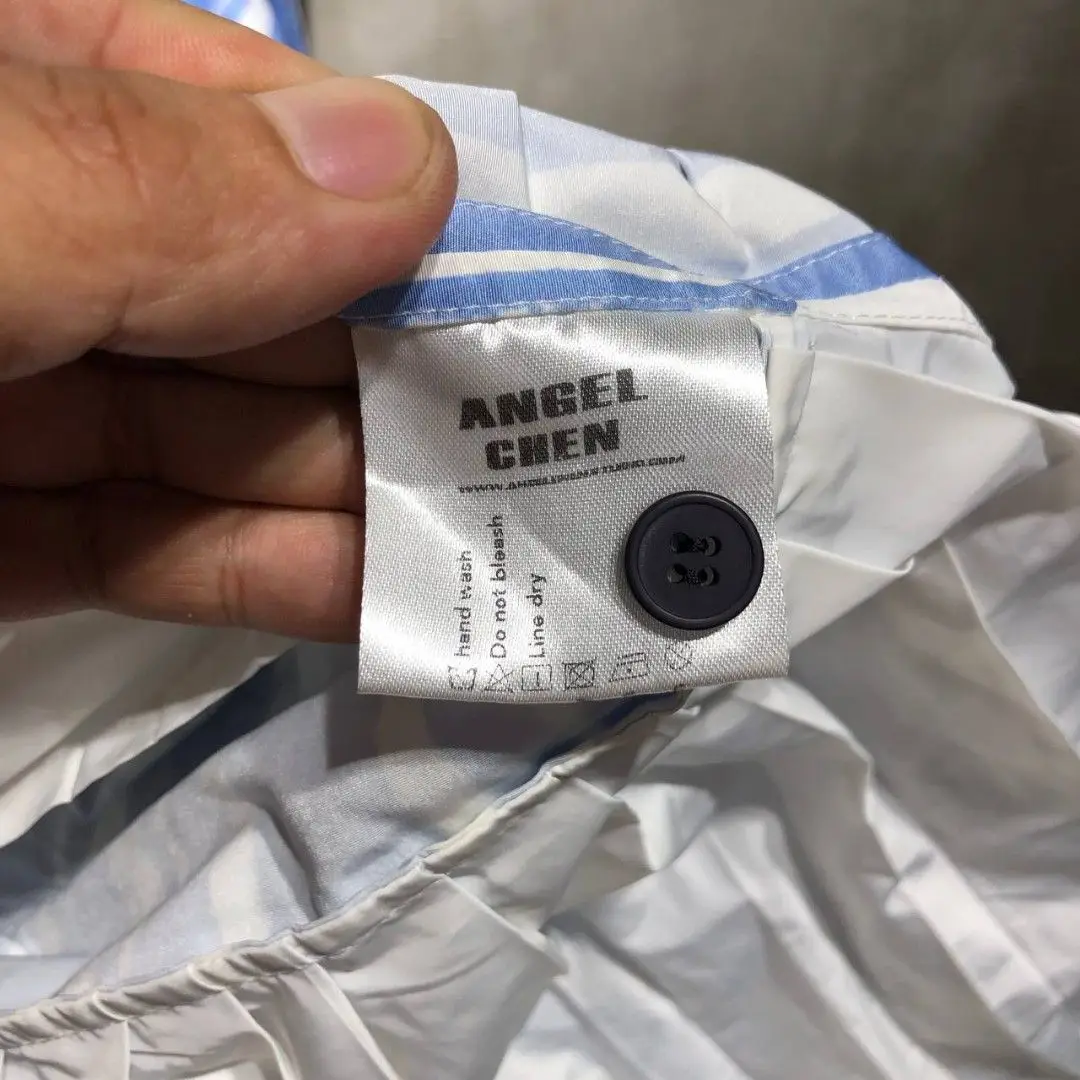 ANGEL
CHEN
hand wash
Do not bleash
Line dry